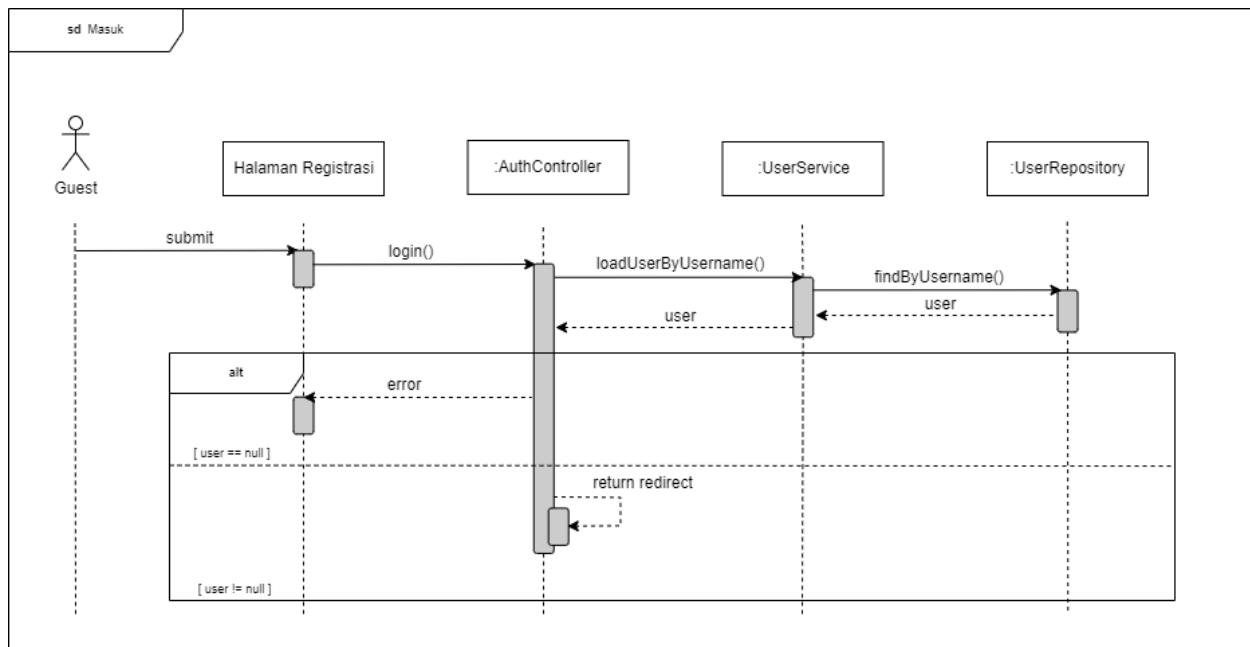 sd Masuk
Guest
Halaman Registrasi
:AuthController
:UserService
:UserRepository
submit
login()
loadUserByUsername()
findByUsername()
user
user
alt
error
[ user == null ]
return redirect
[ user != null ]